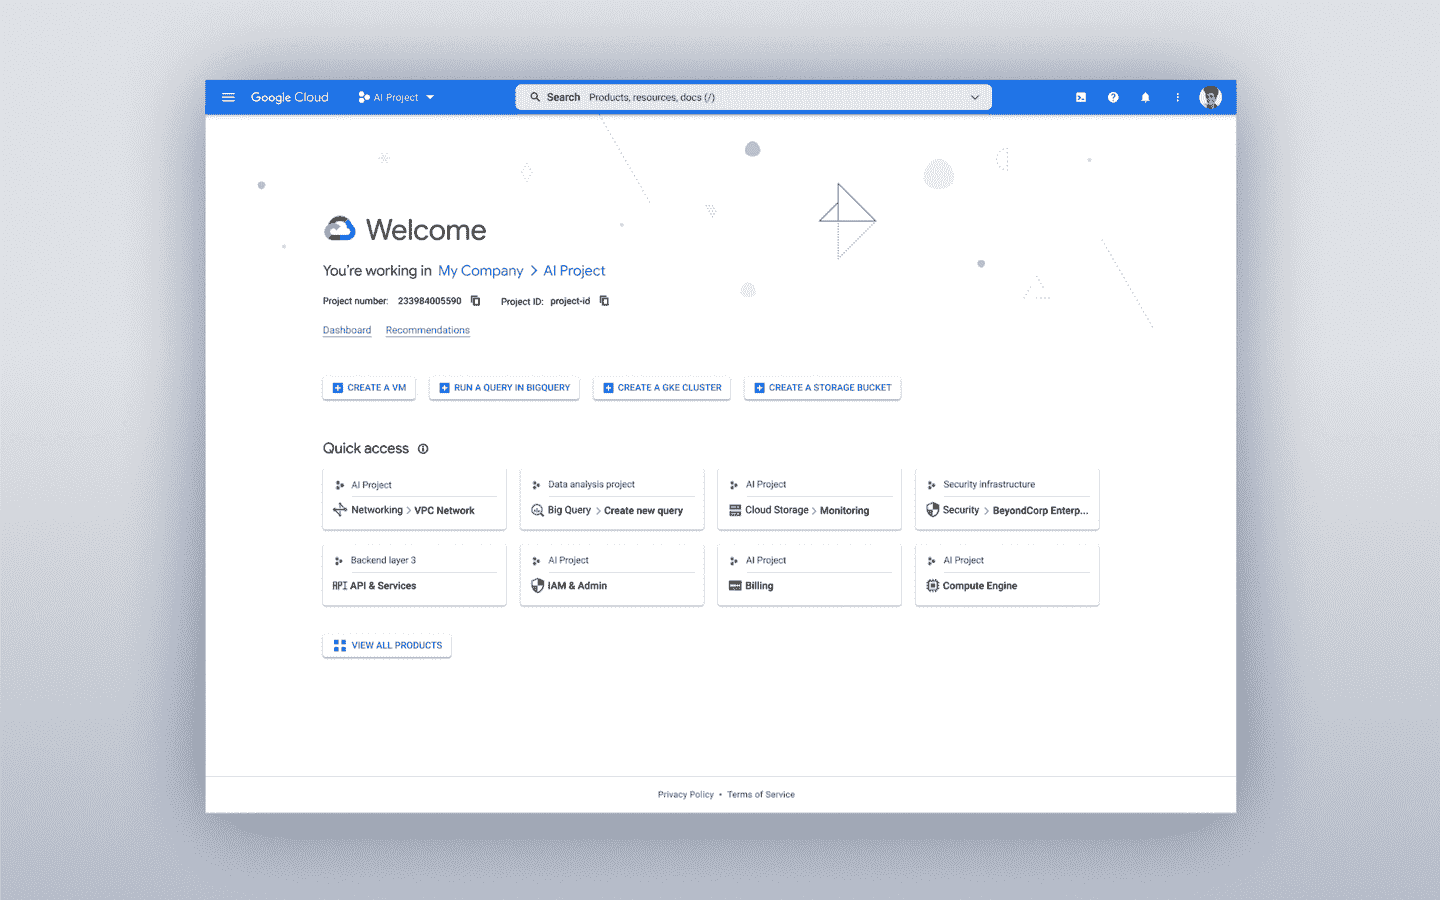 Google Cloud AI Project Search Products, resources, docs (/)
Welcome
You're working in My Company > AI Project
Project number: 233984005590 Project ID: project-id
Dashboard Recommendations
CREATE A VM RUN A QUERY IN BIGQUERY CREATE A GKE CLUSTER CREATE A STORAGE BUCKET
Quick access
AI Project Data analysis project AI Project Security infrastructure
Networking > VPC Network Big Query > Create new query Cloud Storage > Monitoring Security > BeyondCorp Enterp...
Backend layer 3 AI Project AI Project AI Project
API API & Services IAM & Admin Billing Compute Engine
VIEW ALL PRODUCTS
Privacy Policy • Terms of Service